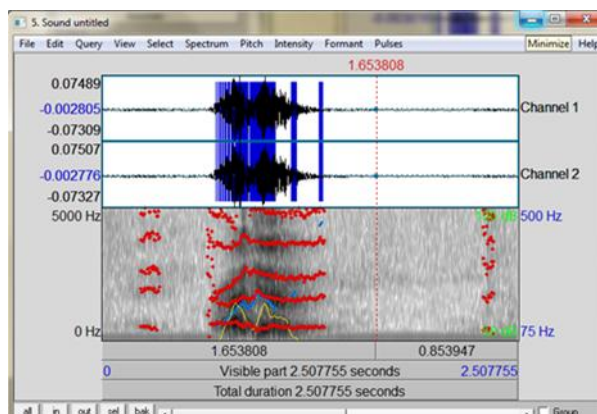 5. Sound untitled
File Edit Query View Select Spectrum Pitch Intensity Formant Pulses Minimize Help
1.653808
0.07489
-0.002805
-0.07309
Channel 1
0.07507
-0.002776
-0.07327
Channel 2
5000 Hz 500 Hz
0 Hz 75 Hz
1.653808 0.853947
0 Visible part 2.507755 seconds 2.507755
Total duration 2.507755 seconds
all in out sel bak Group